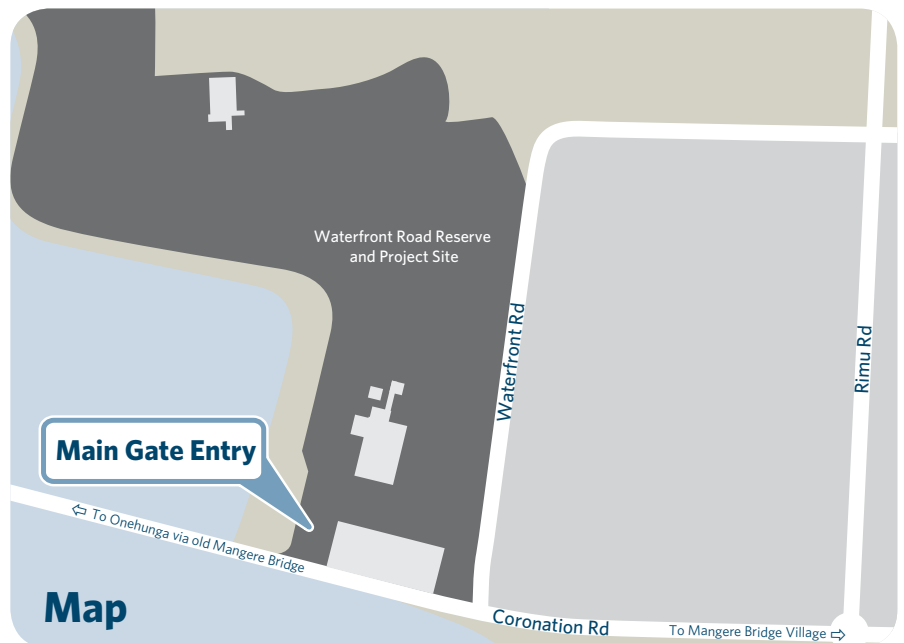 Waterfront Road Reserve
and Project Site
Waterfront Rd
Rimu Rd
Main Gate Entry
⇦ To Onehunga via old Mangere Bridge
Map
Coronation Rd
To Mangere Bridge Village ⇨